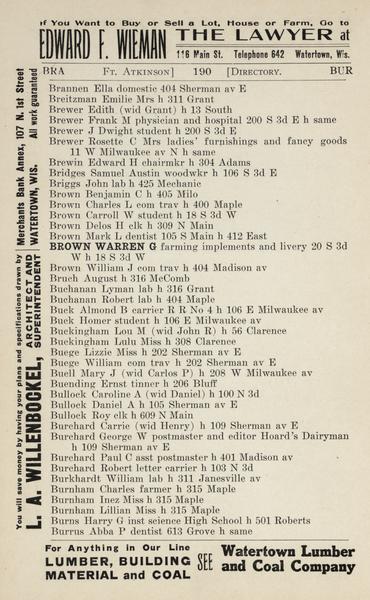 If You Want to Buy or Sell a Lot, House or Farm, Go to
EDWARD F. WIEMAN THE LAWYER at
116 Main St. Telephone 642 Watertown, Wis.
BRA FT. ATKINSON] 190 [DIRECTORY. BUR
Brannen Ella domestic 404 Sherman av E
Breitzman Emilie Mrs h 311 Grant
Brewer Edith (wid Grant) h 13 South
Brewer Frank M physician and hospital 200 S 3d E h same
Brewer J Dwight student h 200 S 3d E
Brewer Rosette C Mrs ladies' furnishings and fancy goods
11 W Milwaukee av N h same
Brewin Edward H chairmkr h 304 Adams
Bridges Samuel Austin woodwkr h 106 S 3d E
Briggs John lab h 425 Mechanic
Brown Benjamin C h 405 Milo
Brown Charles L com trav h 400 Maple
Brown Carroll W student h 18 S 3d W
Brown Delos H clk h 309 N Main
Brown Mark L dentist 105 S Main h 412 East
BROWN WARREN G farming implements and livery 20 S 3d
W h 18 S 3d W
Brown William J com trav h 404 Madison av
Bruch August h 316 McComb
Buchanan Lyman lab h 316 Grant
Buchanan Robert lab h 404 Maple
Buck Almond B carrier R R No 4 h 106 E Milwaukee av
Buck Homer student h 106 E Milwaukee av
Buckingham Lou M (wid John R) h 56 Clarence
Buckingham Lulu Miss h 308 Clarence
Buege Lizzie Miss h 202 Sherman av E
Buege William com trav h 202 Sherman av E
Buell Mary J (wid Carlos P) h 208 W Milwaukee av
Buending Ernst tinner h 206 Bluff
Bullock Caroline A (wid Daniel) h 100 N 3d
Bullock Daniel A h 105 Sherman av E
Bullock Roy clk h 609 N Main
Burchard Carrie (wid Henry) h 109 Sherman av E
Burchard George W postmaster and editor Hoard's Dairyman
h 109 Sherman av E
Burchard Paul C asst postmaster h 401 Madison av
Burchard Robert letter carrier h 103 N 3d
Burkhardt William lab h 311 Janesville av
Burnham Charles farmer h 315 Maple
Burnham Inez Miss h 315 Maple
Burnham Lillian Miss h 315 Maple
Burns Harry G inst science High School h 501 Roberts
Burrus Abba P dentist 613 Grove h same
You will save money by having your plans and specifications drawn by
L. A. WILLENBOCKEL, ARCHITECT AND
SUPERINTENDENT
Merchants Bank Annex, 107 N. 1st Street
WATERTOWN, WIS. All work guaranteed
For Anything in Our Line
LUMBER, BUILDING
MATERIAL and COAL
SEE
Watertown Lumber
and Coal Company